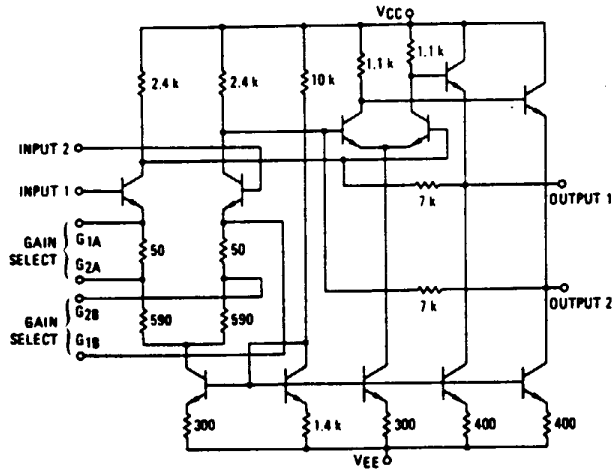 VCC
2.4 k
2.4 k
10 k
1.1 k
1.1 k
INPUT 2
INPUT 1
GAIN SELECT
G1A
G2A
GAIN SELECT
G2B
G1B
50
50
590
590
7 k
OUTPUT 1
7 k
OUTPUT 2
300
1.4 k
300
400
400
VEE